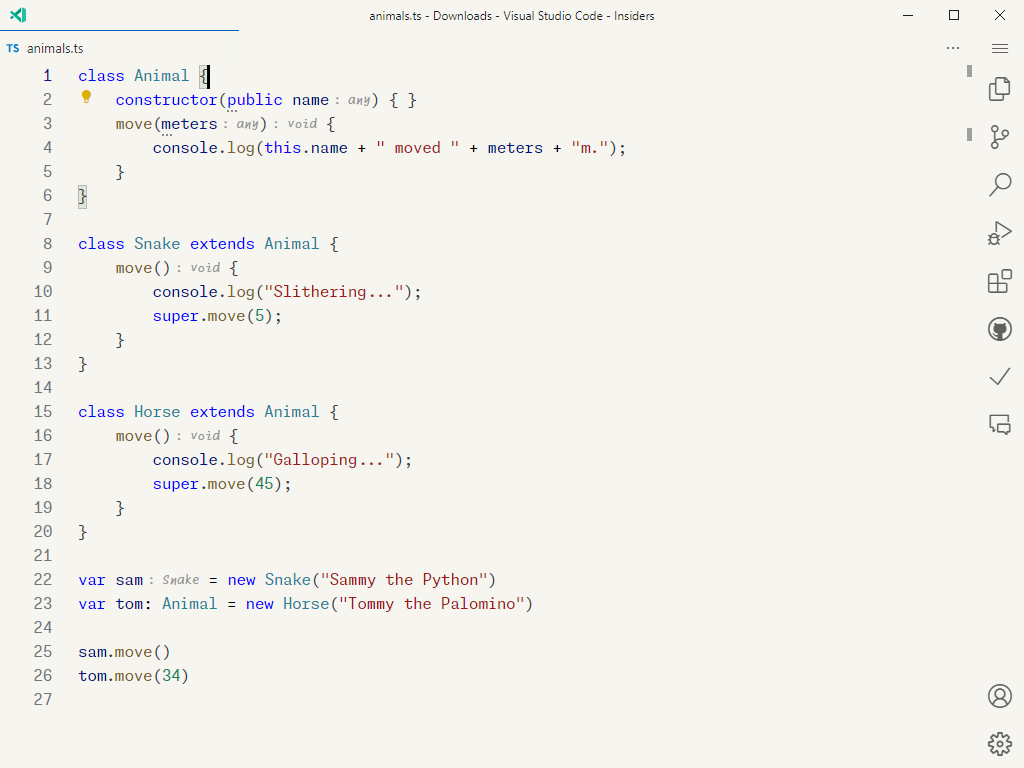 animals.ts - Downloads - Visual Studio Code - Insiders
TS animals.ts
1 class Animal {
2     constructor(public name: any) { }
3     move(meters: any): void {
4         console.log(this.name + " moved " + meters + "m.");
5     }
6 }
7
8 class Snake extends Animal {
9     move(): void {
10         console.log("Slithering...");
11         super.move(5);
12     }
13 }
14
15 class Horse extends Animal {
16     move(): void {
17         console.log("Galloping...");
18         super.move(45);
19     }
20 }
21
22 var sam: Snake = new Snake("Sammy the Python")
23 var tom: Animal = new Horse("Tommy the Palomino")
24
25 sam.move()
26 tom.move(34)
27